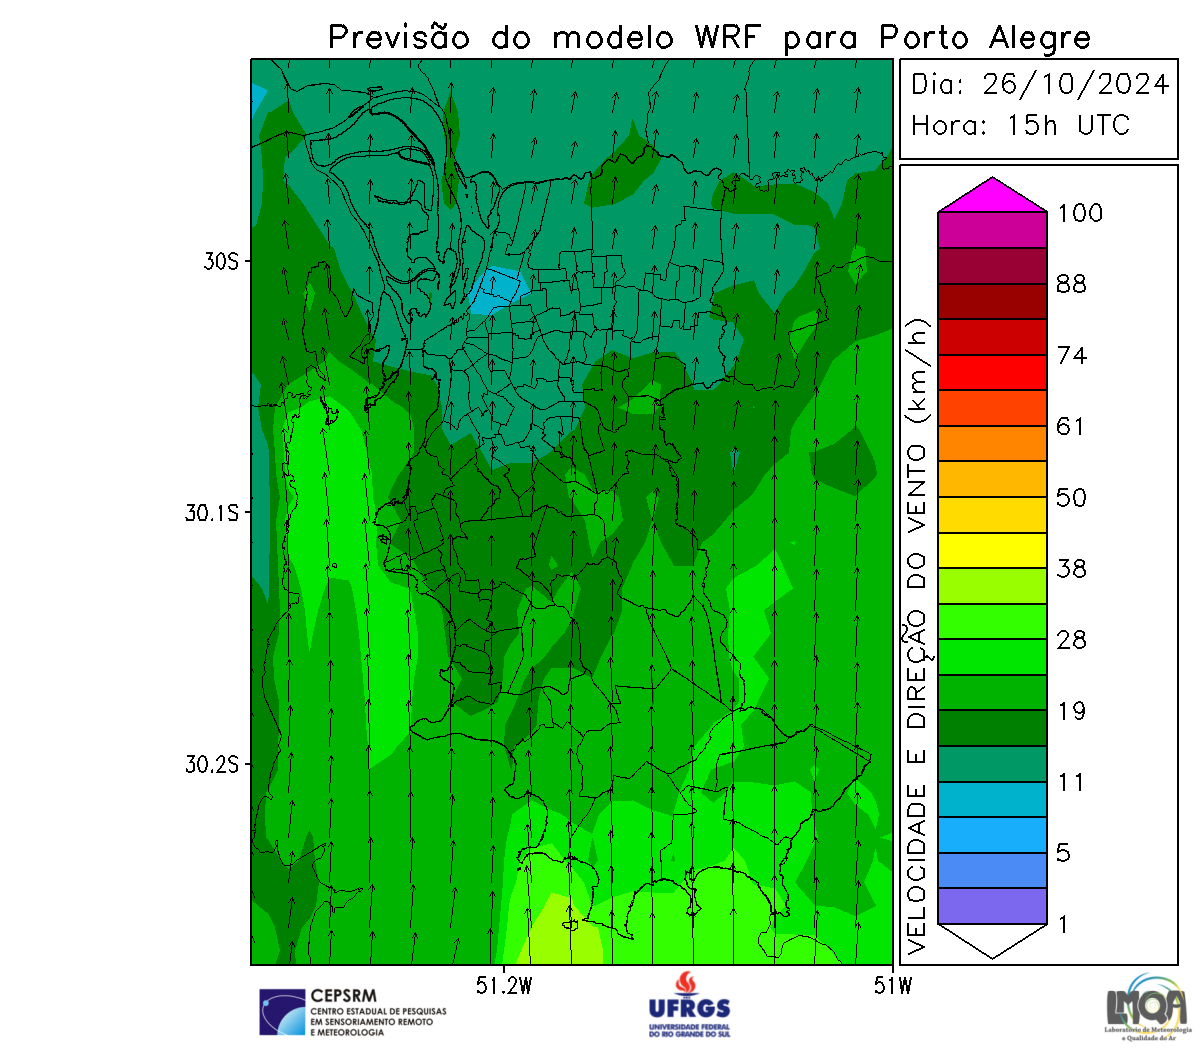 Previsão do modelo WRF para Porto Alegre
Dia: 26/10/2024
Hora: 15h UTC
30S
30.1S
30.2S
51.2W
51W
VELOCIDADE E DIREÇÃO DO VENTO (km/h)
100
88
74
61
50
38
28
19
11
5
1
CEPSRM
CENTRO ESTADUAL DE PESQUISAS
EM SENSORIAMENTO REMOTO
E METEOROLOGIA
UFRGS
UNIVERSIDADE FEDERAL
DO RIO GRANDE DO SUL
LMQA
Laboratório de Meteorologia
e Qualidade do Ar